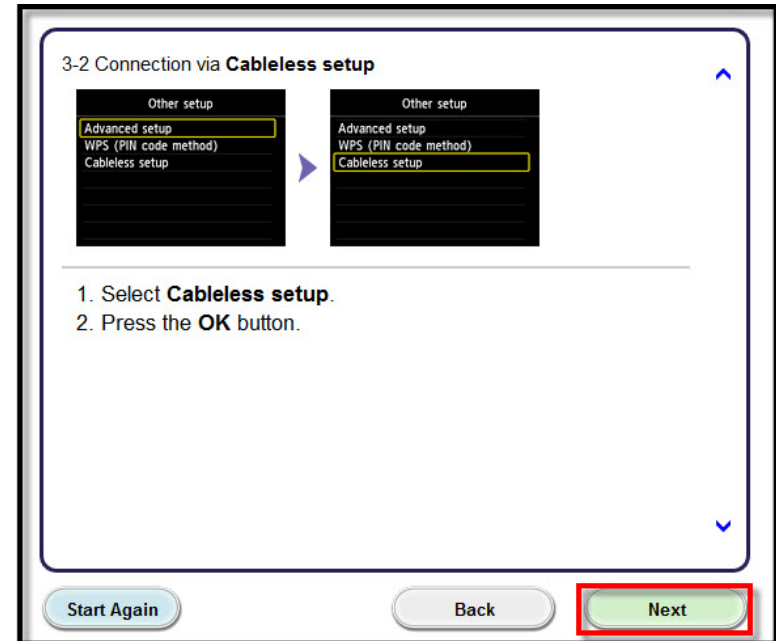 3-2 Connection via Cableless setup
Other setup
Advanced setup
WPS (PIN code method)
Cableless setup
Other setup
Advanced setup
WPS (PIN code method)
Cableless setup
1. Select Cableless setup.
2. Press the OK button.
Start Again
Back
Next